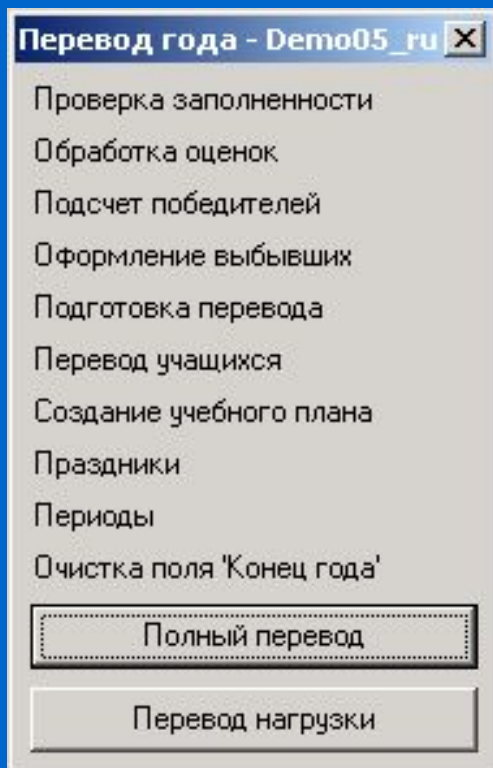 Перевод года - Demo05_ru
Проверка заполненности
Обработка оценок
Подсчет победителей
Оформление выбывших
Подготовка перевода
Перевод учащихся
Создание учебного плана
Праздники
Периоды
Очистка поля 'Конец года'
Полный перевод
Перевод нагрузки